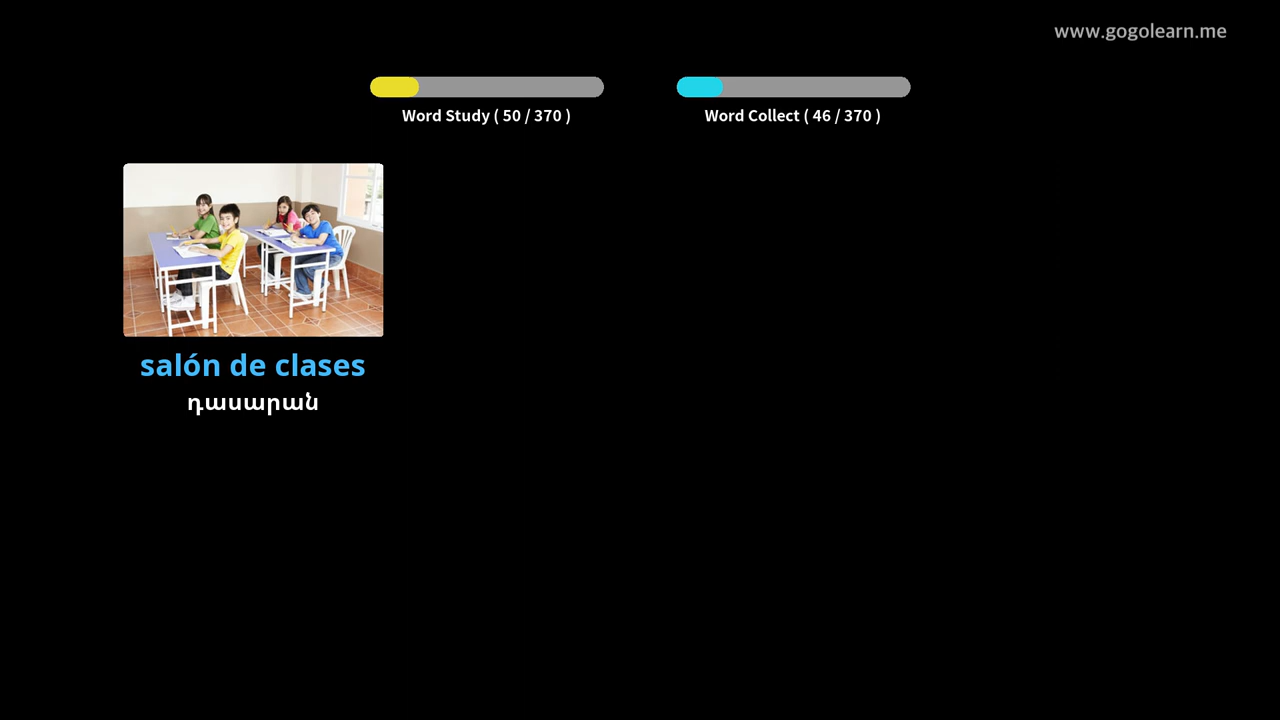 www.gogolearn.me
Word Study ( 50 / 370 )
Word Collect ( 46 / 370 )
salón de clases
դասարան